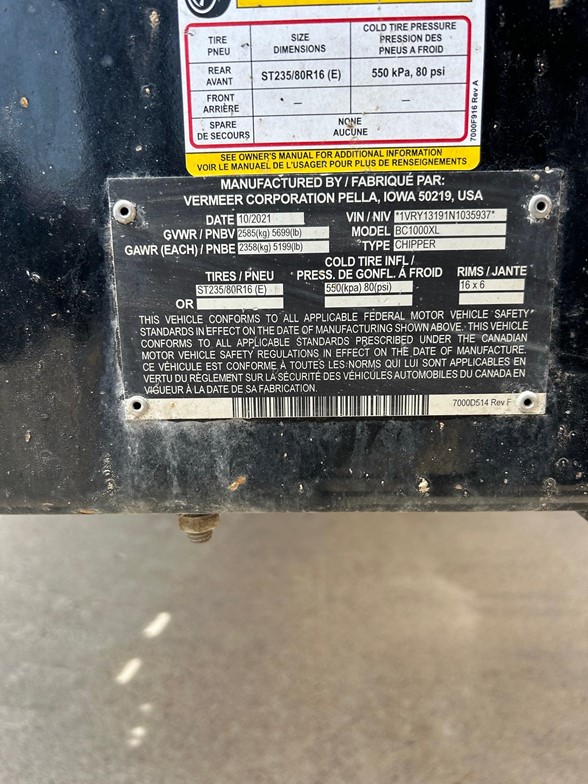 TIRE
PNEU
SIZE
DIMENSIONS
COLD TIRE PRESSURE
PRESSION DES
PNEUS A FROID
REAR
AVANT
ST235/80R16 (E)
550 kPa, 80 psi
FRONT
ARRIÈRE
–
–
SPARE
DE SECOURS
NONE
AUCUNE
7000F916 Rev A
SEE OWNER'S MANUAL FOR ADDITIONAL INFORMATION
VOIR LE MANUAEL DE L'USAGER POUR PLUS DE RENSEIGNEMENTS
MANUFACTURED BY / FABRIQUÉ PAR:
VERMEER CORPORATION PELLA, IOWA 50219, USA
DATE 10/2021 VIN / NIV *1VRY13191N1035937*
GVWR / PNBV 2585(kg) 5699(lb) MODEL BC1000XL
GAWR (EACH) / PNBE 2358(kg) 5199(lb) TYPE CHIPPER
COLD TIRE INFL /
TIRES / PNEU PRESS. DE GONFL. Á FROID RIMS / JANTE
ST235/80R16 (E) 550(kpa) 80(psi) 16 x 6
OR
THIS VEHICLE CONFORMS TO ALL APPLICABLE FEDERAL MOTOR VEHICLE SAFETY
STANDARDS IN EFFECT ON THE DATE OF MANUFACTURING SHOWN ABOVE. THIS VEHICLE
CONFORMS TO ALL APPLICABLE STANDARDS PRESCRIBED UNDER THE CANADIAN
MOTOR VEHICLE SAFETY REGULATIONS IN EFFECT ON THE DATE OF MANUFACTURE.
CE VÉHICULE EST CONFORME À TOUTES LES NORMS QUI LUI SONT APPLICABLES EN
VERTU DU RÈGLEMENT SUR LA SÉCURITÉ DES VÉHICULES AUTOMOBILES DU CANADA EN
VIGUEUR À LA DATE DE SA FABRICATION.
7000D514 Rev F